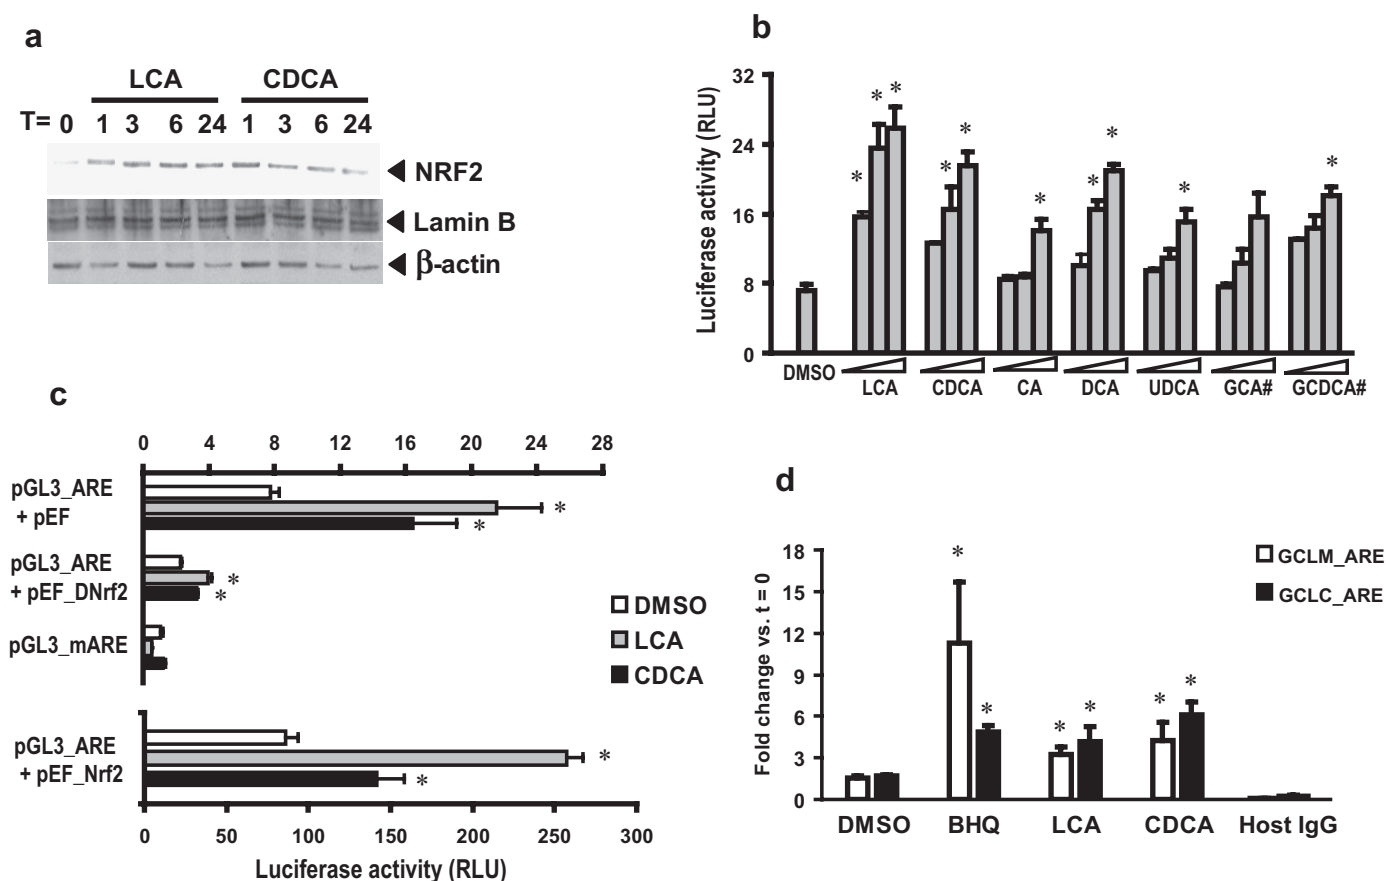 a
LCA CDCA
T= 0 1 3 6 24 1 3 6 24
NRF2
Lamin B
β-actin
b
Luciferase activity (RLU)
32
24
16
8
0
* * *
* *
*
* *
*
*
DMSO LCA CDCA CA DCA UDCA GCA# GCDCA#
c
0 4 8 12 16 20 24 28
pGL3_ARE
+ pEF
*
*
pGL3_ARE
+ pEF_DNrf2
*
*
pGL3_mARE
DMSO
LCA
CDCA
pGL3_ARE
+ pEF_Nrf2
*
*
0 50 100 150 200 250 300
Luciferase activity (RLU)
d
Fold change vs. t = 0
18
15
12
9
6
3
0
* *
* *
* *
GCLM_ARE
GCLC_ARE
DMSO BHQ LCA CDCA Host IgG